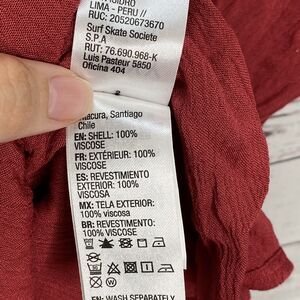 LIMA - PERU //
RUC: 20520673670
Surf Skate Societe
S.P.A
RUT: 76.690.968-K
Luis Pasteur 5850
Oficina 404
Santiago
Chile
EN: SHELL: 100%
VISCOSE
FR: EXTÉRIEUR: 100%
VISCOSE
ES: REVESTIMIENTO
EXTERIOR: 100%
VISCOSA
MX: TELA EXTERIOR:
100% viscosa
BR: REVESTIMENTO:
100% viscose
EN: WASH SEPARATELY